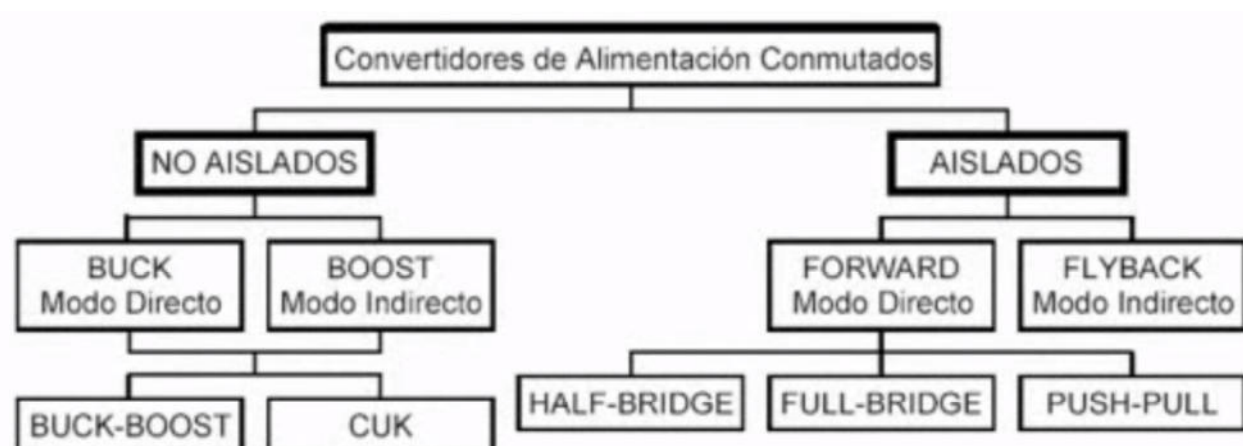 Convertidores de Alimentación Conmutados
NO AISLADOS
AISLADOS
BUCK
Modo Directo
BOOST
Modo Indirecto
FORWARD
Modo Directo
FLYBACK
Modo Indirecto
BUCK-BOOST
CUK
HALF-BRIDGE
FULL-BRIDGE
PUSH-PULL